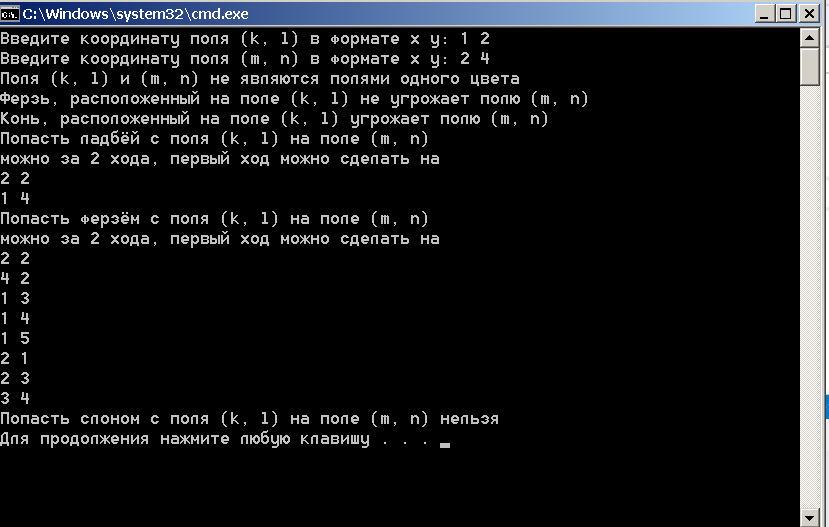 C:\Windows\system32\cmd.exe
Введите координату поля (k, l) в формате x y: 1 2
Введите координату поля (m, n) в формате x y: 2 4
Поля (k, l) и (m, n) не являются полями одного цвета
Ферзь, расположенный на поле (k, l) не угрожает полю (m, n)
Конь, расположенный на поле (k, l) угрожает полю (m, n)
Попасть ладбёй с поля (k, l) на поле (m, n)
можно за 2 хода, первый ход можно сделать на
2 2
1 4
Попасть ферзём с поля (k, l) на поле (m, n)
можно за 2 хода, первый ход можно сделать на
2 2
4 2
1 3
1 4
1 5
2 1
2 3
3 4
Попасть слоном с поля (k, l) на поле (m, n) нельзя
Для продолжения нажмите любую клавишу . . .